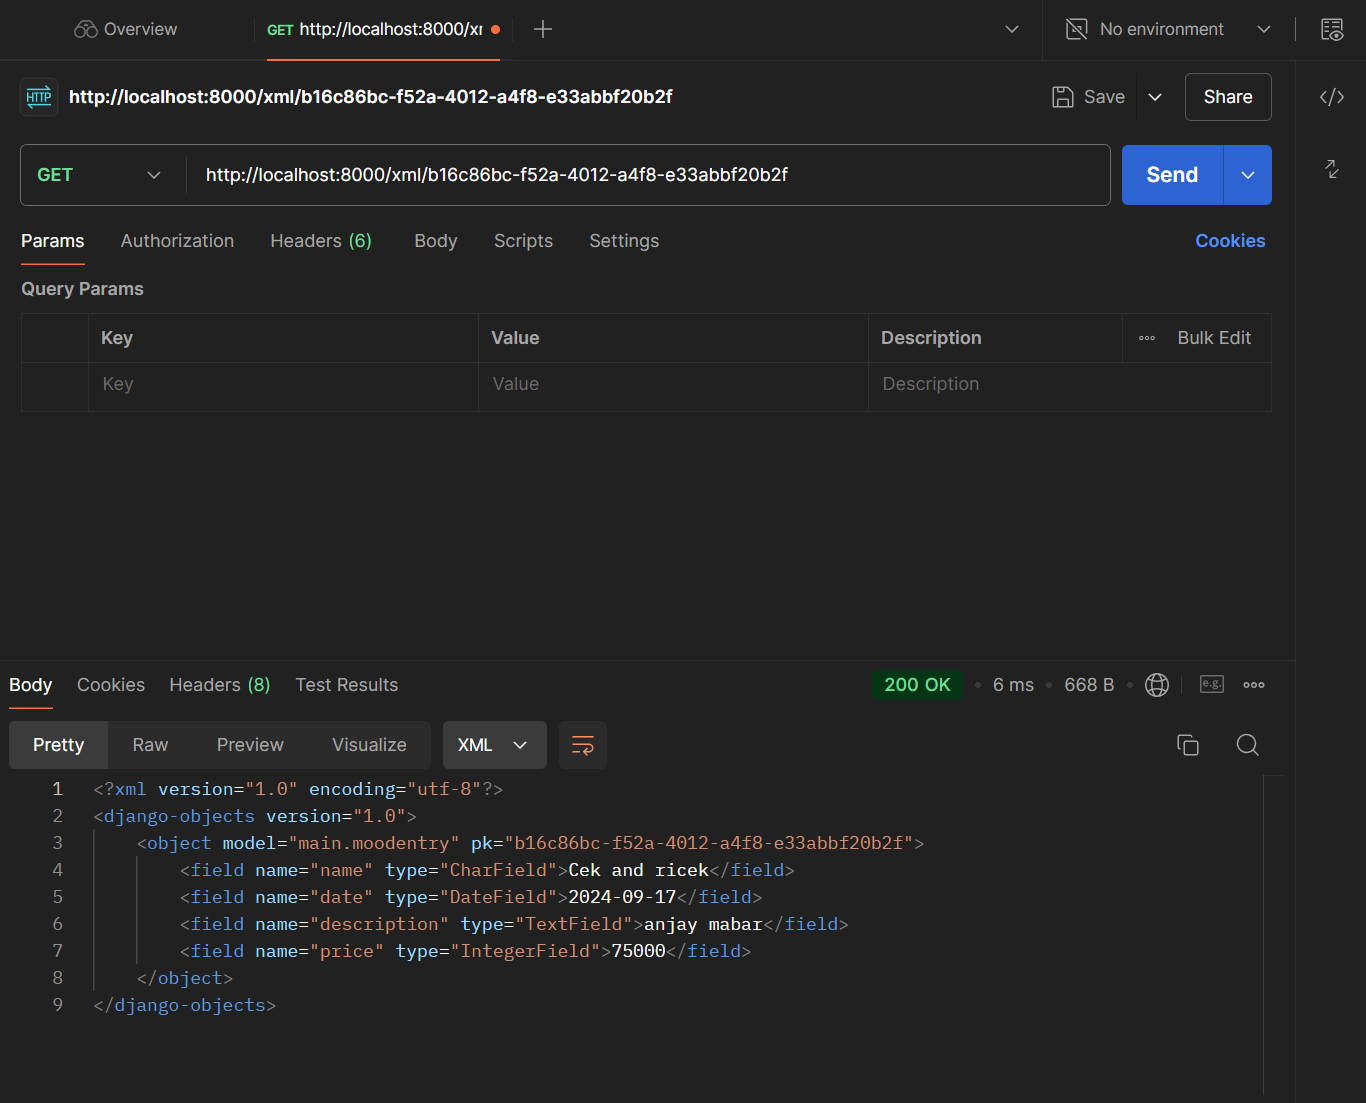 Overview
GET http://localhost:8000/xr
No environment
HTTP
http://localhost:8000/xml/b16c86bc-f52a-4012-a4f8-e33abbf20b2f
Save
Share
GET
http://localhost:8000/xml/b16c86bc-f52a-4012-a4f8-e33abbf20b2f
Send
Params Authorization Headers (6) Body Scripts Settings Cookies
Query Params
Key Value Description Bulk Edit
Key Value Description
Body Cookies Headers (8) Test Results 200 OK 6 ms 668 B e.g.
Pretty Raw Preview Visualize XML
1 <?xml version="1.0" encoding="utf-8"?>
2 <django-objects version="1.0">
3 <object model="main.moodentry" pk="b16c86bc-f52a-4012-a4f8-e33abbf20b2f">
4 <field name="name" type="CharField">Cek and ricek</field>
5 <field name="date" type="DateField">2024-09-17</field>
6 <field name="description" type="TextField">anjay mabar</field>
7 <field name="price" type="IntegerField">75000</field>
8 </object>
9 </django-objects>